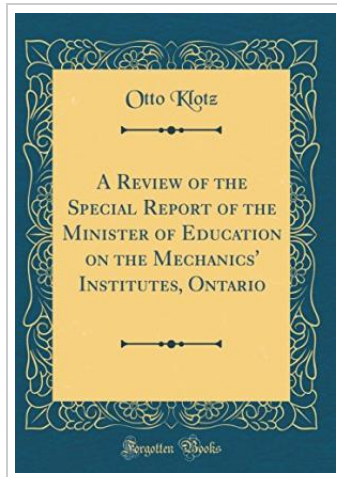 Otto Klotz
A Review of the
Special Report of the
Minister of Education
on the Mechanics'
Institutes, Ontario
Forgotten Books